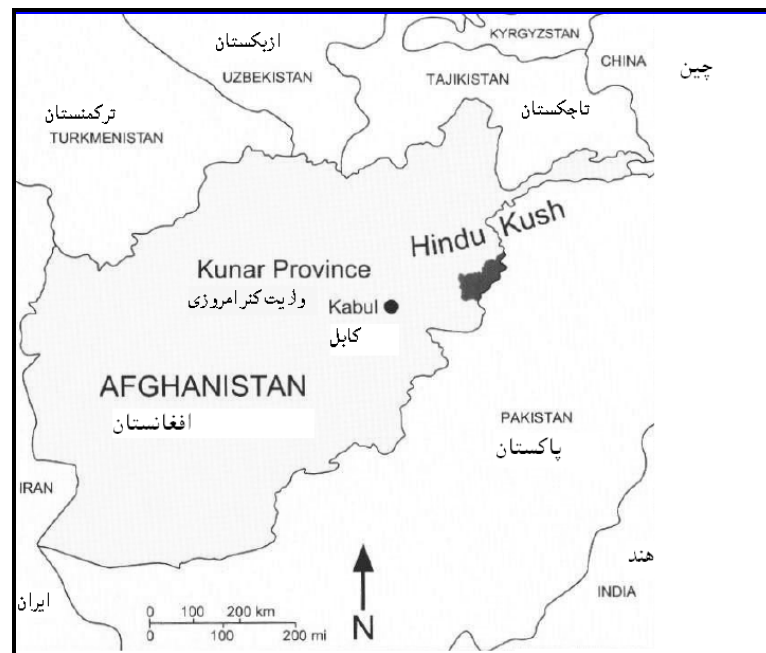 ازبکستان
UZBEKISTAN
KYRGYZSTAN
CHINA
چین
TAJIKISTAN
تاجکستان
ترکمنستان
TURKMENISTAN
Hindu Kush
Kunar Province
ولایت کنر امروزی
Kabul
کابل
AFGHANISTAN
افغانستان
PAKISTAN
پاکستان
IRAN
ایران
هند
INDIA
0 100 200 km
0 100 200 mi
N